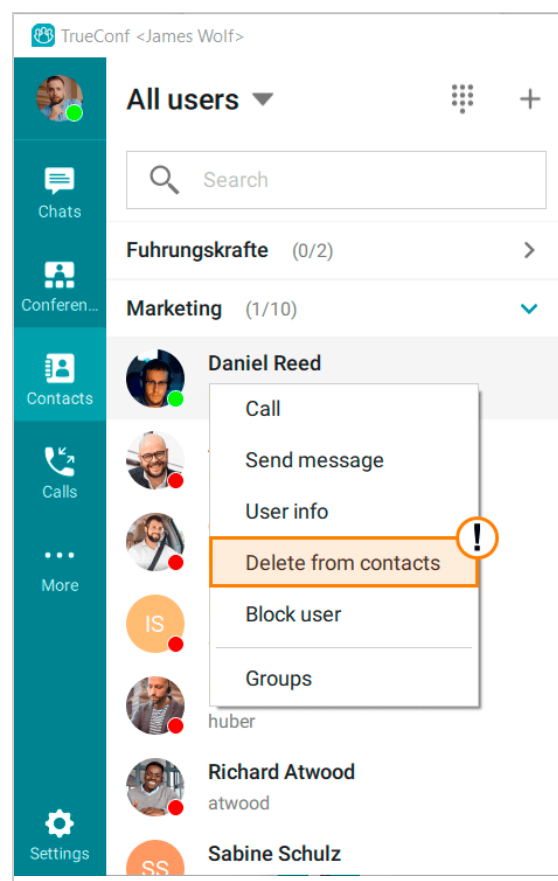 TrueConf <James Wolf>
All users
Search
Chats
Fuhrungskrafte (0/2)
Conferen...
Marketing (1/10)
Daniel Reed
Contacts
Call
Send message
Calls
User info
!
Delete from contacts
More
Block user
IS
Groups
huber
Richard Atwood
atwood
Settings
Sabine Schulz
SS